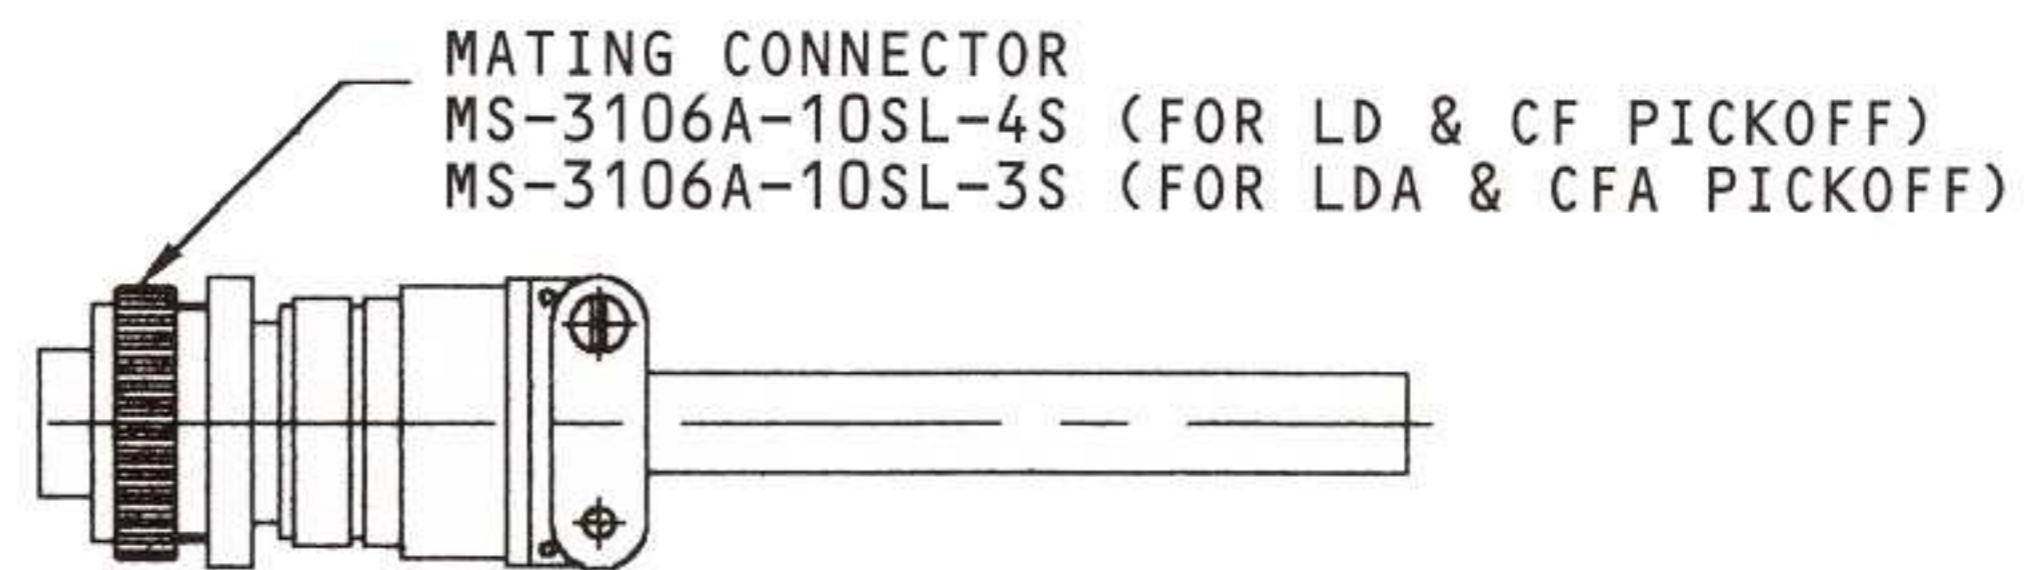 MATING CONNECTOR
MS-3106A-10SL-4S (FOR LD & CF PICKOFF)
MS-3106A-10SL-3S (FOR LDA & CFA PICKOFF)